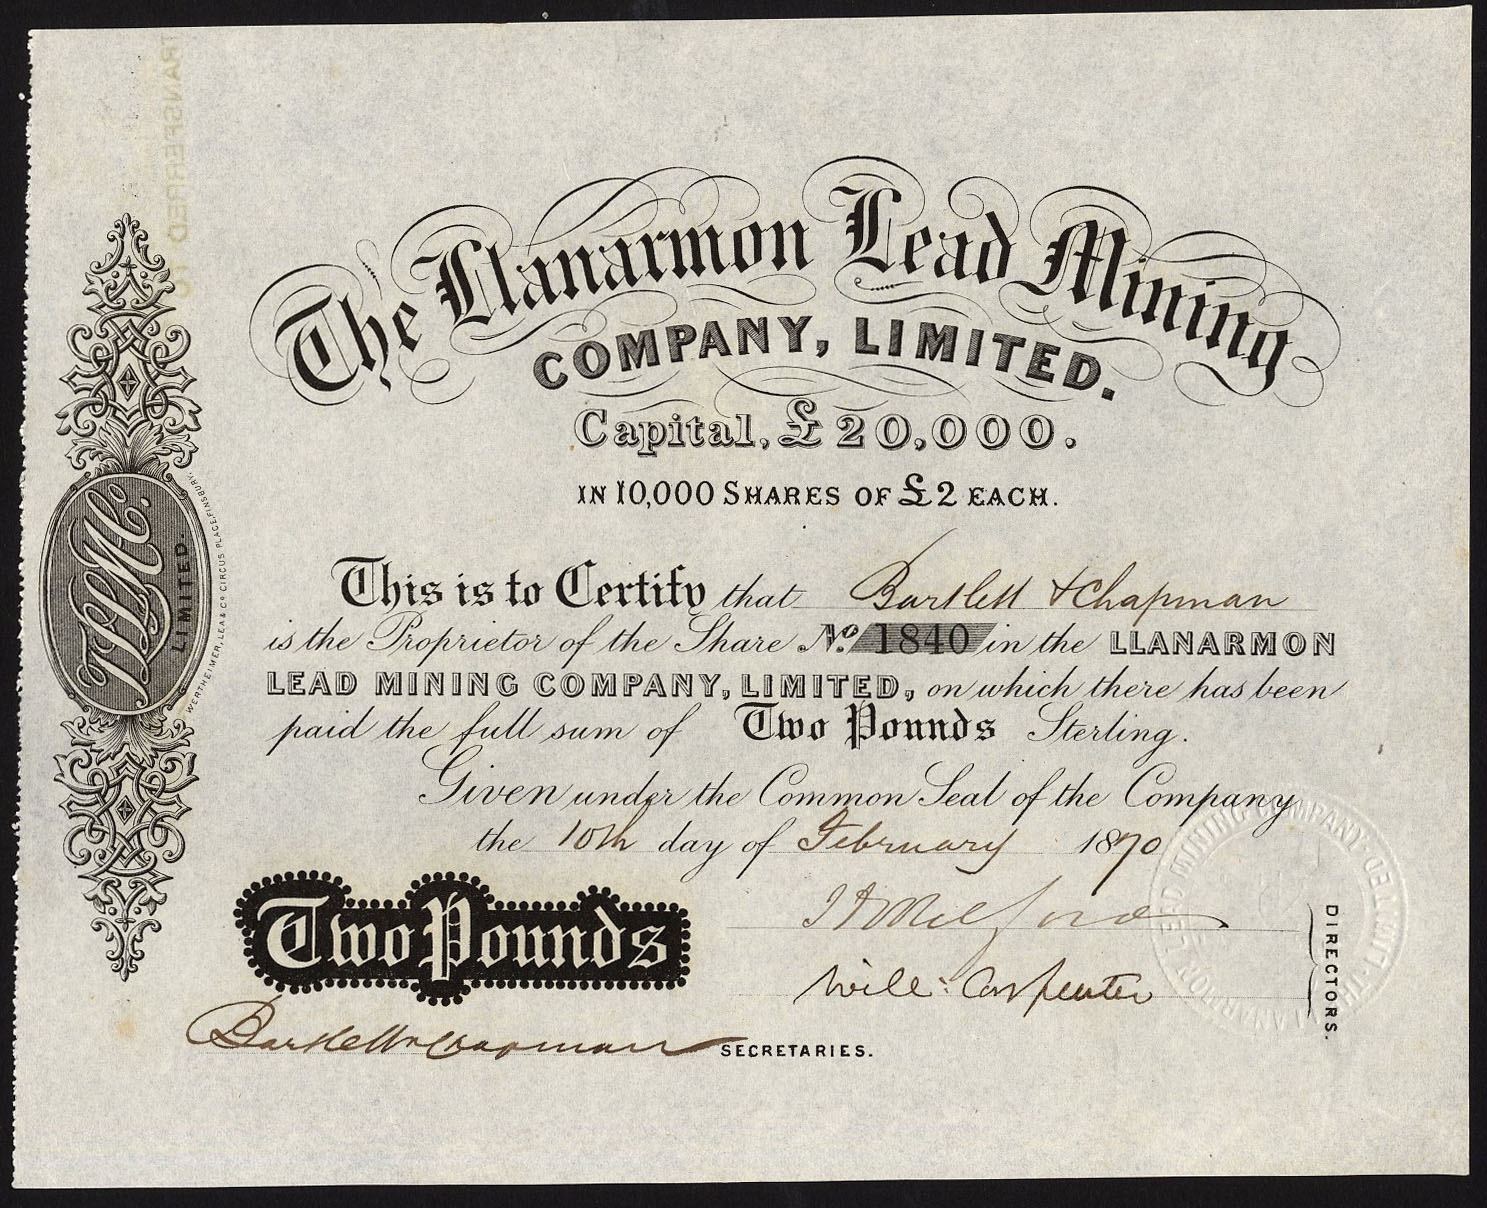 The Llanarmon Lead Mining
COMPANY, LIMITED.
Capital, £20,000.
IN 10,000 SHARES OF £2 EACH.
This is to Certify that Bartlett & Chapman
is the Proprietor of the Share No. 1840 in the LLANARMON
LEAD MINING COMPANY, LIMITED, on which there has been
paid the full sum of Two Pounds Sterling.
Given under the Common Seal of the Company
the 10th day of February 1870
Two Pounds
Will: Carpenter
DIRECTORS.
Bartlett & Chapman SECRETARIES.
LIMITED.
WERTHEIMER, LEA & Co. CIRCUS PLACE, FINSBURY.
TRANSFERRED TO